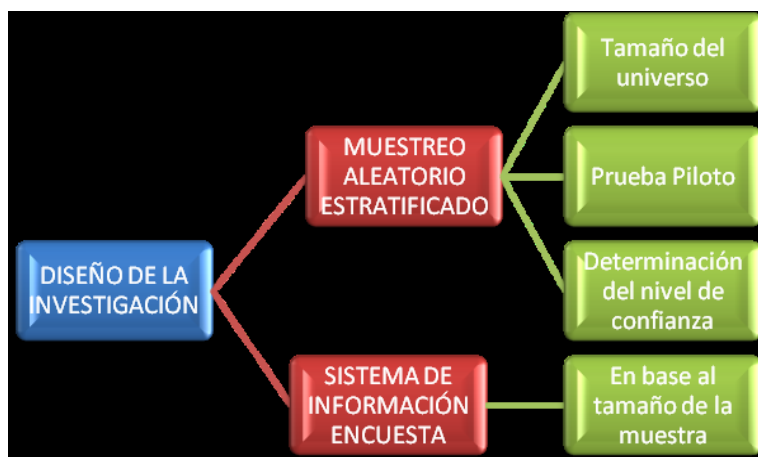 DISEÑO DE LA
INVESTIGACIÓN
MUESTREO
ALEATORIO
ESTRATIFICADO
Tamaño del
universo
Prueba Piloto
Determinación
del nivel de
confianza
SISTEMA DE
INFORMACIÓN
ENCUESTA
En base al
tamaño de la
muestra